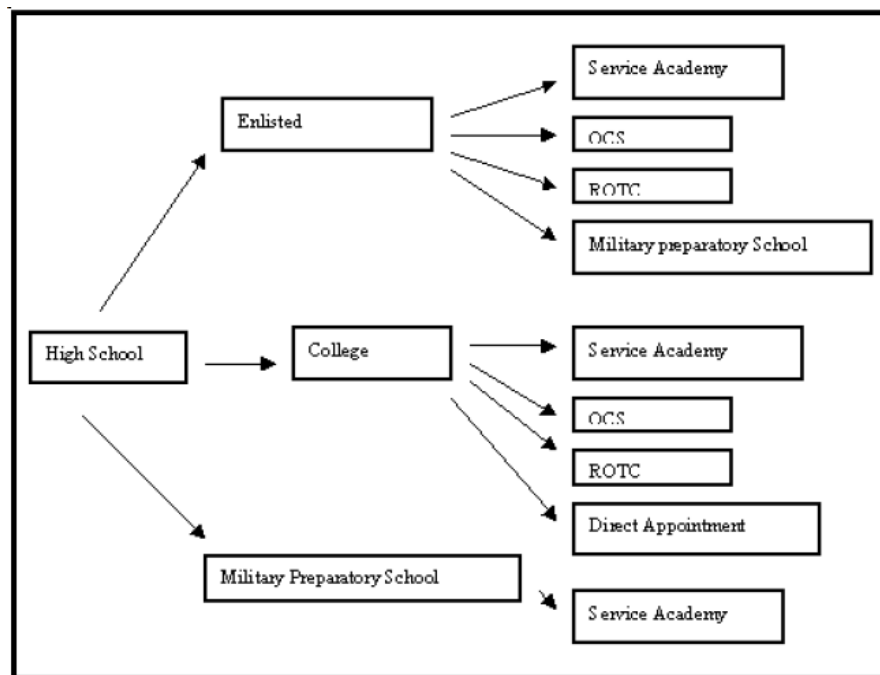 Service Academy
Enlisted
OCS
ROTC
Military preparatory School
High School
College
Service Academy
OCS
ROTC
Direct Appointment
Military Preparatory School
Service Academy